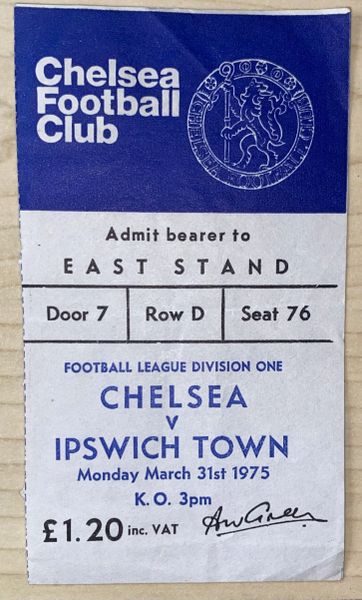 Chelsea
Football
Club
Admit bearer to
EAST STAND
Door 7 Row D Seat 76
FOOTBALL LEAGUE DIVISION ONE
CHELSEA
V
IPSWICH TOWN
Monday March 31st 1975
K.O. 3pm
£1.20 inc. VAT